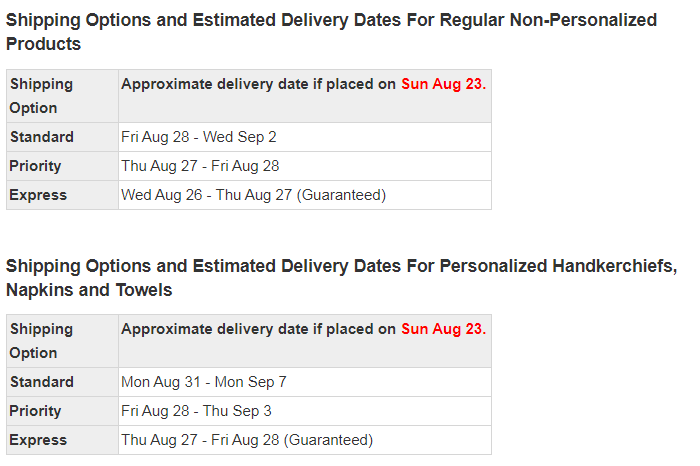 Shipping Options and Estimated Delivery Dates For Regular Non-Personalized
Products
Shipping Option Approximate delivery date if placed on Sun Aug 23.
Standard Fri Aug 28 - Wed Sep 2
Priority Thu Aug 27 - Fri Aug 28
Express Wed Aug 26 - Thu Aug 27 (Guaranteed)
Shipping Options and Estimated Delivery Dates For Personalized Handkerchiefs,
Napkins and Towels
Shipping Option Approximate delivery date if placed on Sun Aug 23.
Standard Mon Aug 31 - Mon Sep 7
Priority Fri Aug 28 - Thu Sep 3
Express Thu Aug 27 - Fri Aug 28 (Guaranteed)